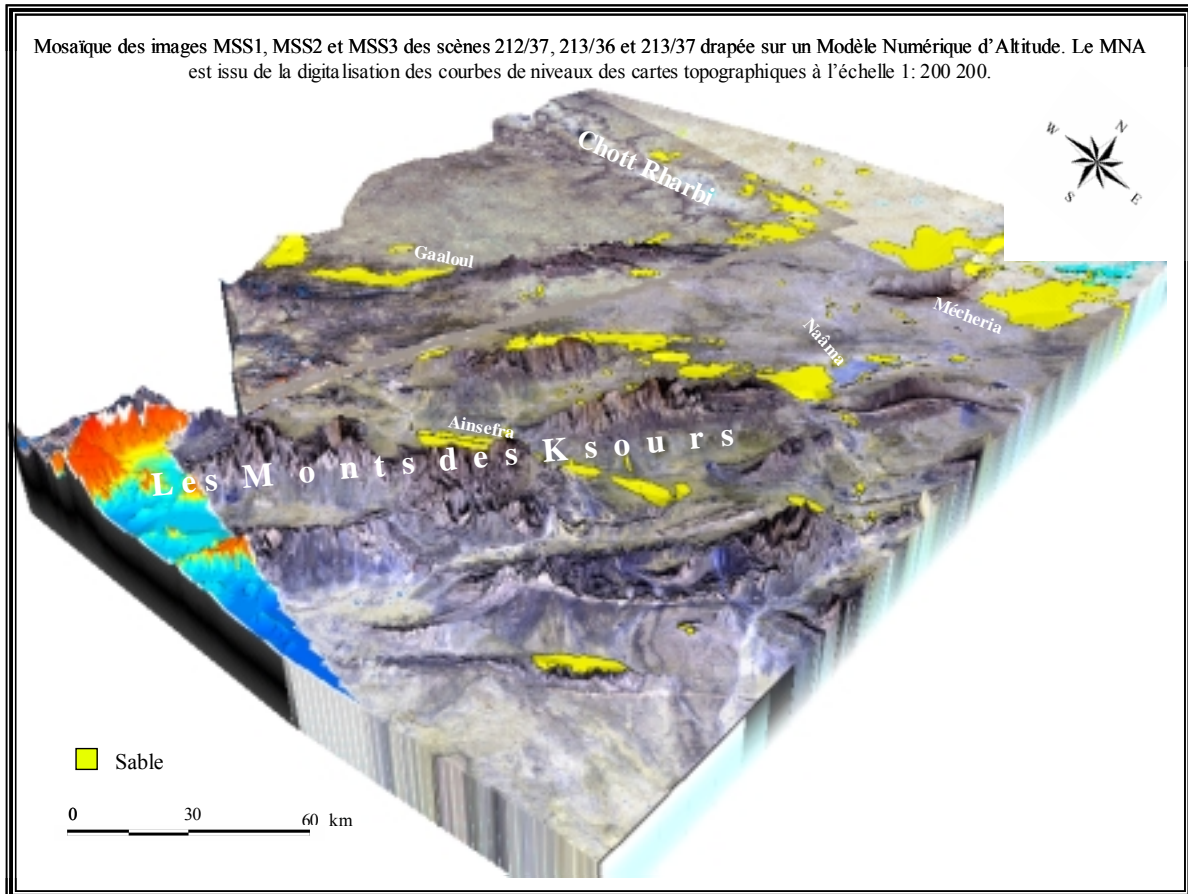 Mosaïque des images MSS1, MSS2 et MSS3 des scènes 212/37, 213/36 et 213/37 drapée sur un Modèle Numérique d'Altitude. Le MNA
est issu de la digitalisation des courbes de niveaux des cartes topographiques à l'échelle 1: 200 200.
Chott Rharbi
W
N
S
E
Gaaloul
Mécheria
Naâma
Ainsefra
Les Monts des Ksours
Sable
0 30 60 km